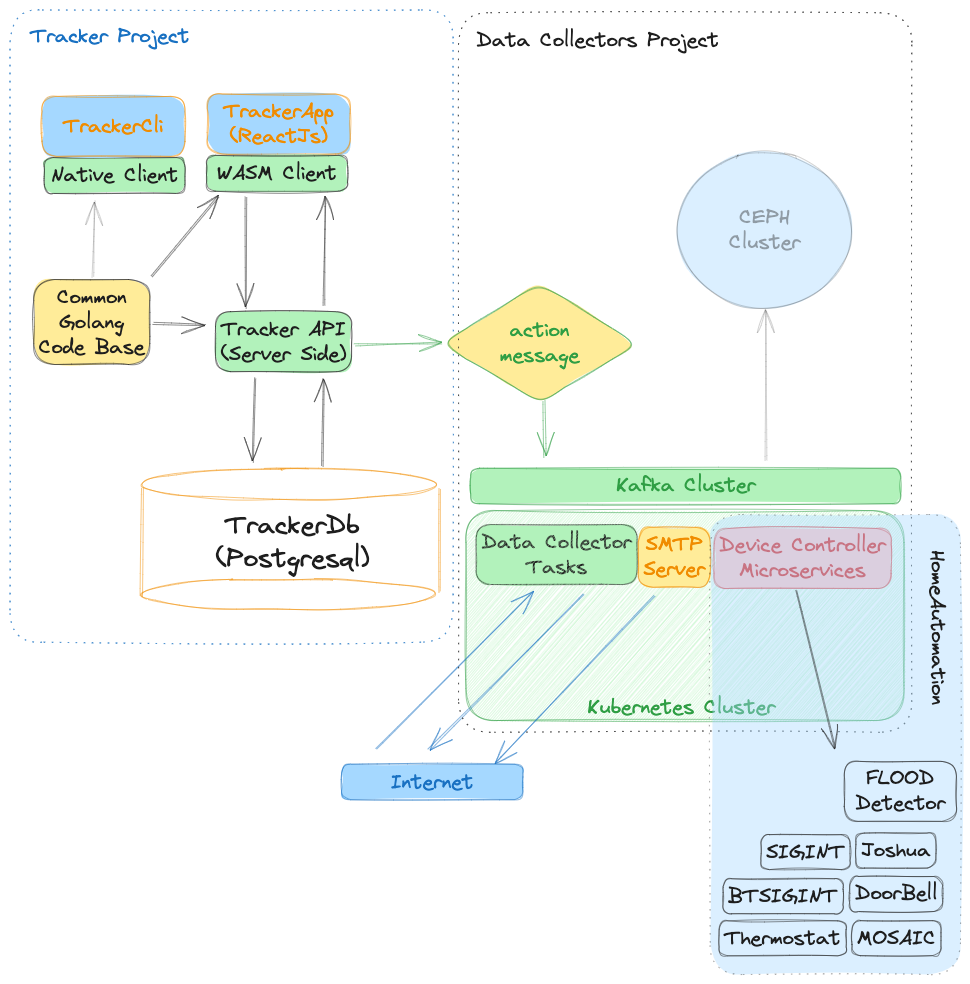 Tracker Project
Data Collectors Project
TrackerCli
TrackerApp
(ReactJs)
Native Client
WASM Client
CEPH
Cluster
Common
Golang
Code Base
Tracker API
(Server Side)
action
message
Kafka Cluster
TrackerDb
(Postgresql)
Data Collector
Tasks
SMTP
Server
Device Controller
Microservices
HomeAutomation
Kubernetes Cluster
Internet
FLOOD
Detector
SIGINT
Joshua
BTSIGINT
DoorBell
Thermostat
MOSAIC